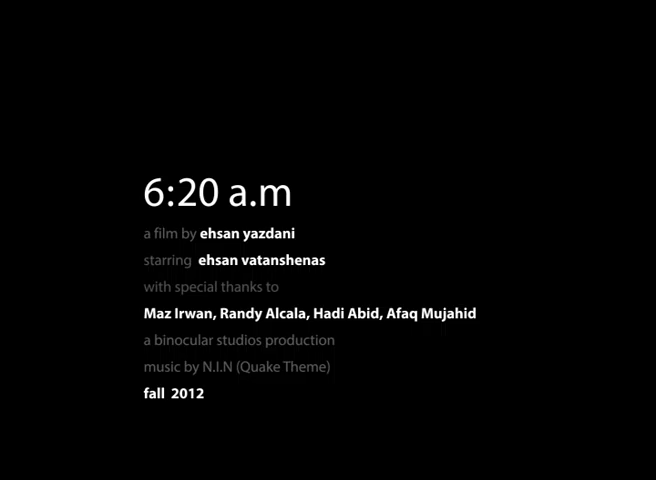 6:20 a.m
a film by ehsan yazdani
starring ehsan vatanshenas
with special thanks to
Maz Irwan, Randy Alcala, Hadi Abid, Afaq Mujahid
a binocular studios production
music by N.I.N (Quake Theme)
fall 2012